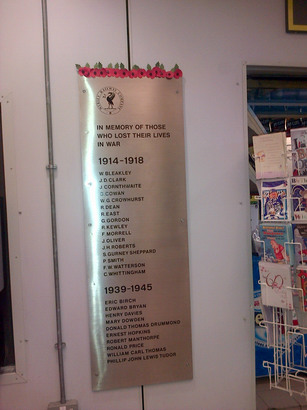 IN MEMORY OF THOSE
WHO LOST THEIR LIVES
IN WAR
1914-1918
W. BLEAKLEY
J.D. CLARK
J. CORNTHWAITE
G. COWAN
W.G. CROWHURST
R. DEAN
R. EAST
G. GORDON
R. KEWLEY
F. MORRELL
J. OLIVER
J.H. ROBERTS
S. GURNEY SHEPPARD
P. SMITH
F.W. WATTERSON
C. WHITTINGHAM
1939-1945
ERIC BIRCH
EDWARD BRYAN
HENRY DAVIES
MARY DOWDEN
DONALD THOMAS DRUMMOND
ERNEST HOPKINS
ROBERT MARTHORPE
RONALD PRICE
WILLIAM CARL THOMAS
PHILLIP JOHN LEWIS TUDOR